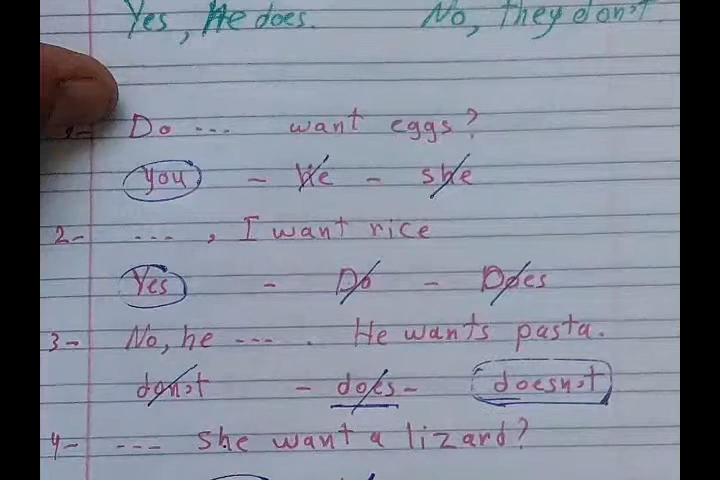 Yes, He does. No, they don't.
1- Do ... want eggs?
you - He - she
2- ... , I want rice
Yes - Do - Does
3- No, he ... . He wants pasta.
don't - does - doesn't
4- ... she want a lizard?